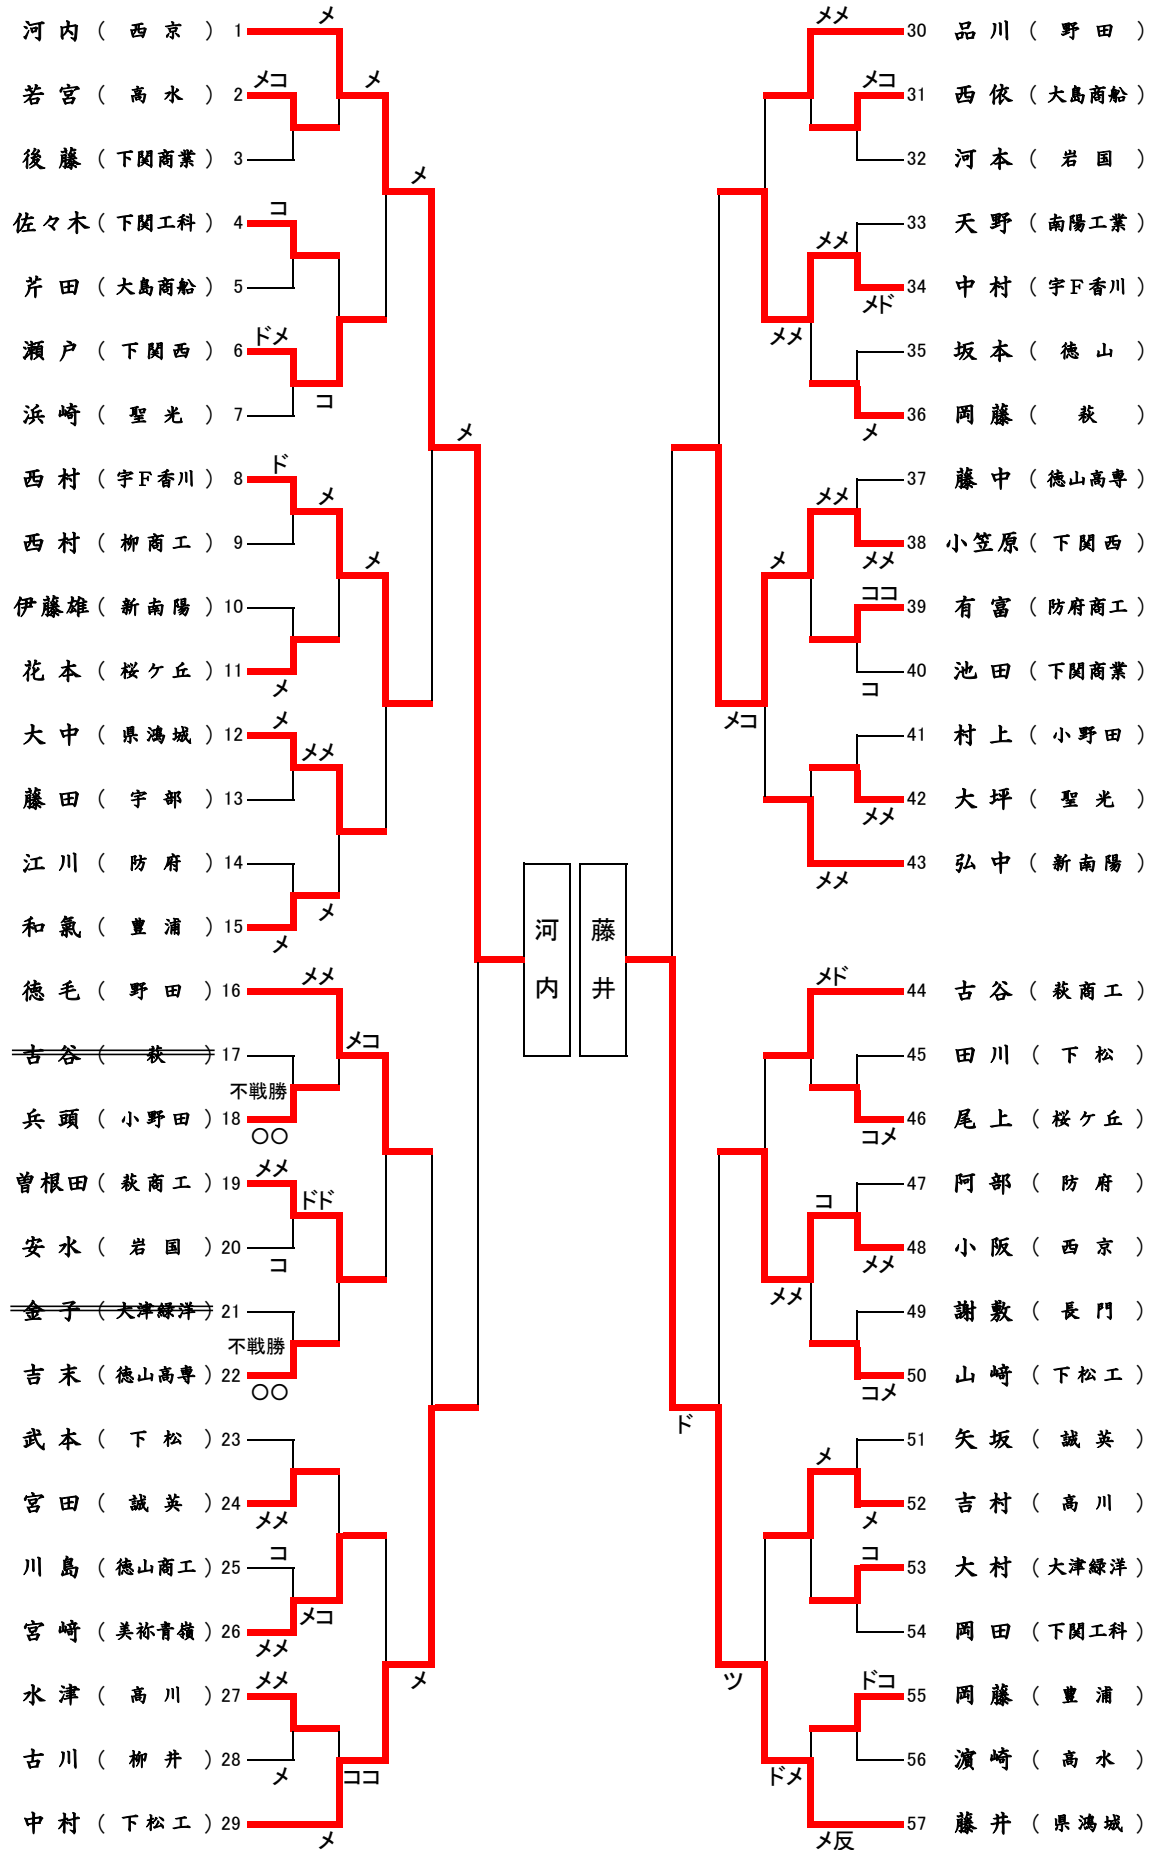 メ
河内（西京）1
メ
メコ
若宮（高水）2
後藤（下関商業）3
メ
コ
佐々木（下関工科）4
芹田（大島商船）5
ドメ
瀬戸（下関西）6
コ
浜崎（聖光）7
メ
ド
西村（宇Ｆ香川）8
メ
西村（柳商工）9
メ
伊藤雄（新南陽）10
花本（桜ケ丘）11
メ
メ
大中（県鴻城）12
メメ
藤田（宇部）13
江川（防府）14
メ
和氣（豊浦）15
メ
メメ
徳毛（野田）16
メコ
古谷（萩）17
不戦勝
兵頭（小野田）18
○○
メメ
曽根田（萩商工）19
ドド
安水（岩国）20
コ
金子（大津緑洋）21
不戦勝
吉末（徳山高専）22
○○
武本（下松）23
宮田（誠英）24
メメ
コ
川島（徳山商工）25
メコ
宮﨑（美祢青嶺）26
メメ
メメ
メ
水津（高川）27
古川（柳井）28
メ
ココ
中村（下松工）29
メ
河内
藤井
メメ
30 品川（野田）
メコ
31 西依（大島商船）
32 河本（岩国）
33 天野（南陽工業）
メメ
34 中村（宇Ｆ香川）
メド
メメ
35 坂本（徳山）
36 岡藤（萩）
メ
37 藤中（徳山高専）
メメ
38 小笠原（下関西）
メメ
メ
ココ
39 有富（防府商工）
40 池田（下関商業）
コ
メコ
41 村上（小野田）
42 大坪（聖光）
メメ
43 弘中（新南陽）
メメ
メド
44 古谷（萩商工）
45 田川（下松）
46 尾上（桜ケ丘）
コメ
47 阿部（防府）
コ
48 小阪（西京）
メメ
メメ
49 謝敷（長門）
50 山﨑（下松工）
コメ
ド
51 矢坂（誠英）
メ
52 吉村（高川）
メ
コ
53 大村（大津緑洋）
54 岡田（下関工科）
ツ
ドコ
55 岡藤（豊浦）
56 濵崎（高水）
ドメ
57 藤井（県鴻城）
メ反